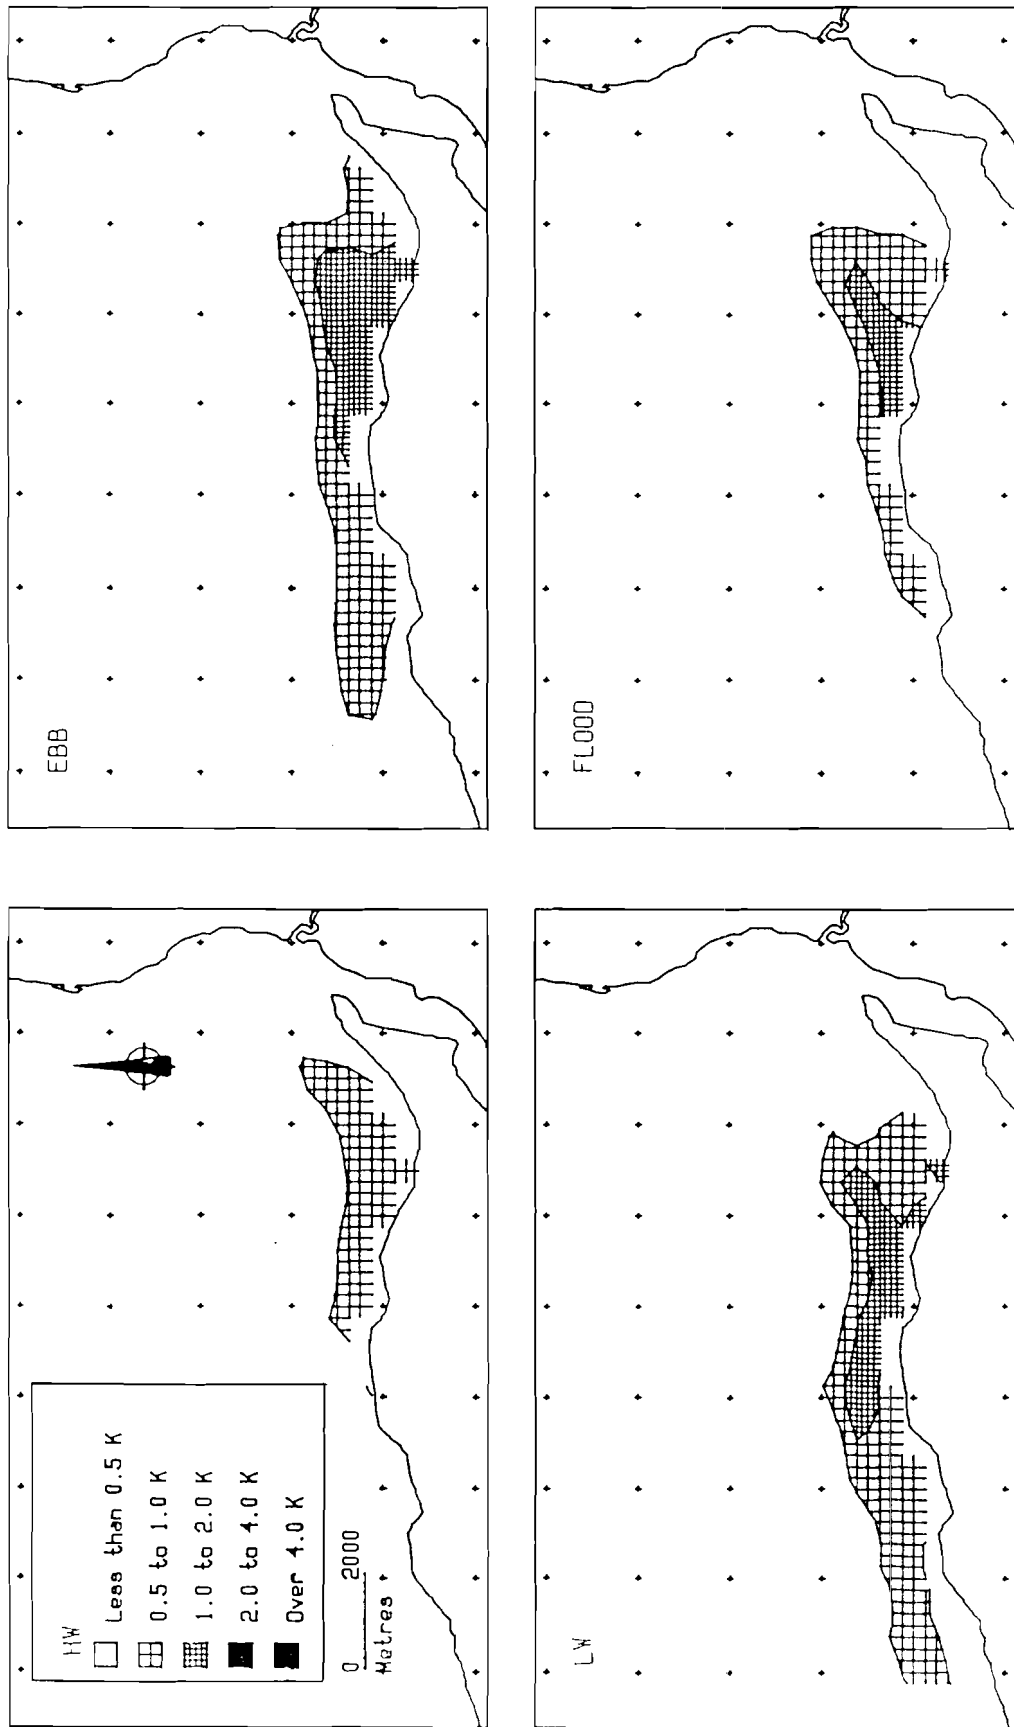 EBB
FLOOD
HW
Less than 0.5 K
0.5 to 1.0 K
1.0 to 2.0 K
2.0 to 4.0 K
Over 4.0 K
0 2000
Metres
LW